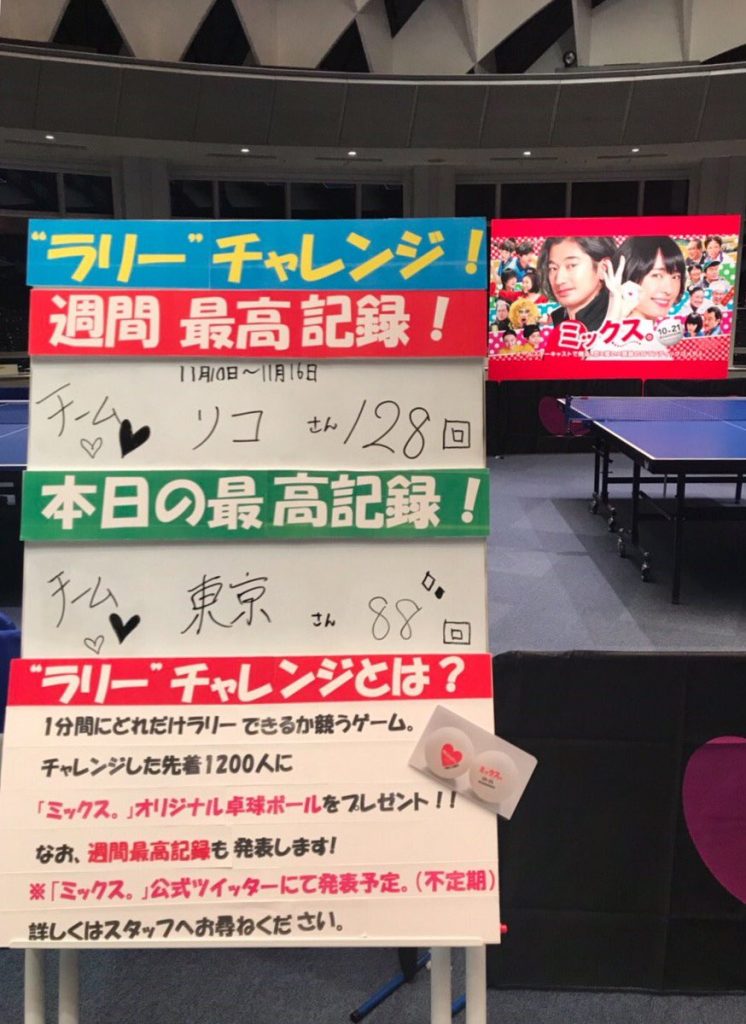 “ラリー”チャレンジ！
週間 最高記録！
11月10日～11月16日
チーム リコ さん 128回
本日の最高記録！
チーム 東京 さん 88回
“ラリー”チャレンジとは？
1分間にどれだけラリーできるか競うゲーム。
チャレンジした先着1200人に
「ミックス。」オリジナル卓球ボールをプレゼント！！
なお、週間最高記録も発表します!
※「ミックス。」公式ツイッターにて発表予定。（不定期）
詳しくはスタッフへお尋ねください。
ミックス。
10.21
ミックス。